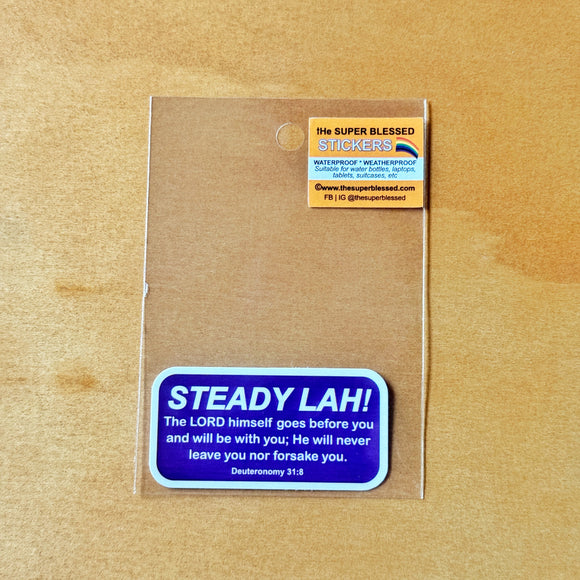 tHe SUPER BLESSED
STICKERS
WATERPROOF * WEATHERPROOF
Suitable for water bottles, laptops,
tablets, suitcases, etc
©www.thesuperblessed.com
FB | IG @thesuperblessed
STEADY LAH!
The LORD himself goes before you
and will be with you; He will never
leave you nor forsake you.
Deuteronomy 31:8